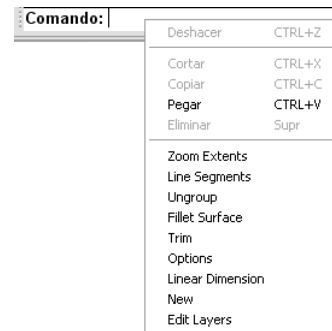 Comando:
Deshacer CTRL+Z
Cortar CTRL+X
Copiar CTRL+C
Pegar CTRL+V
Eliminar Supr
Zoom Extents
Line Segments
Ungroup
Fillet Surface
Trim
Options
Linear Dimension
New
Edit Layers